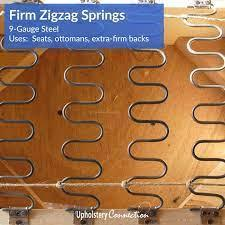 Firm Zigzag Springs
9-Gauge Steel
Uses: Seats, ottomans, extra-firm backs
Upholstery Connection